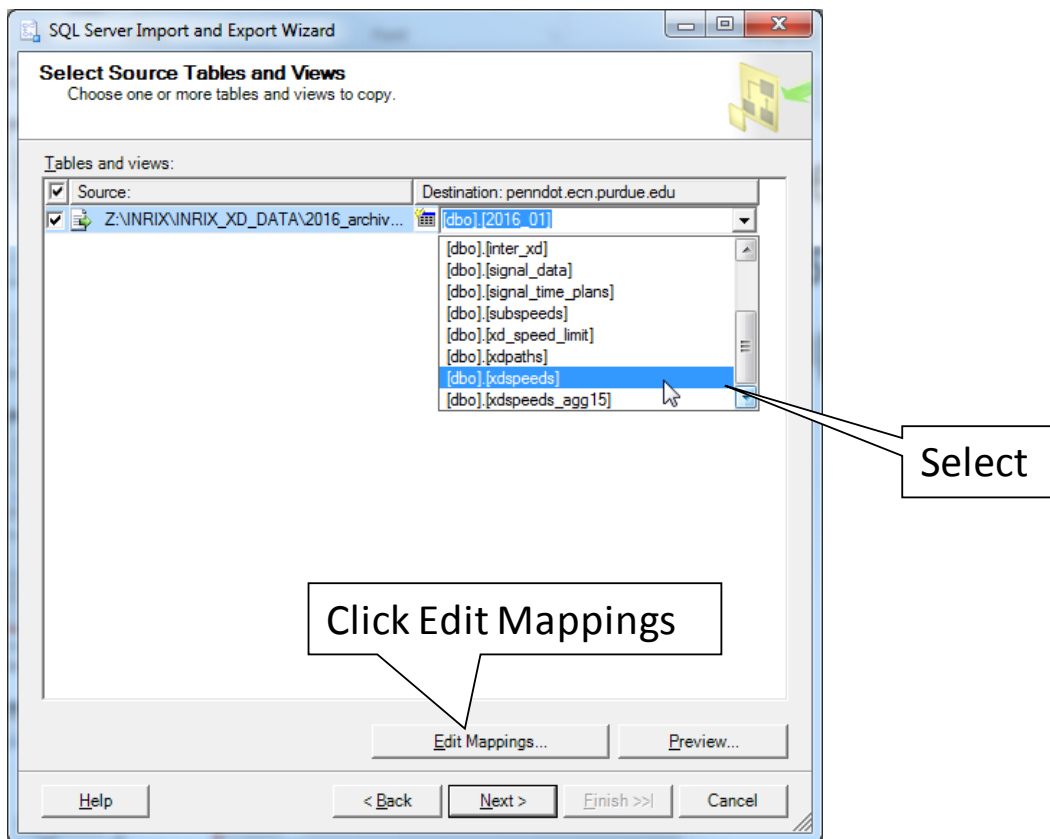 SQL Server Import and Export Wizard
Select Source Tables and Views
Choose one or more tables and views to copy.
Tables and views:
Source:
Destination: penndot.ecn.purdue.edu
Z:\INRIX\INRIX_XD_DATA\2016_archiv...
[dbo].[2016_01]
[dbo].[inter_xd]
[dbo].[signal_data]
[dbo].[signal_time_plans]
[dbo].[subspeeds]
[dbo].[xd_speed_limit]
[dbo].[xdpaths]
[dbo].[xdspeeds]
[dbo].[xdspeeds_agg15]
Select
Click Edit Mappings
Edit Mappings...
Preview...
Help
< Back
Next >
Finish >>|
Cancel